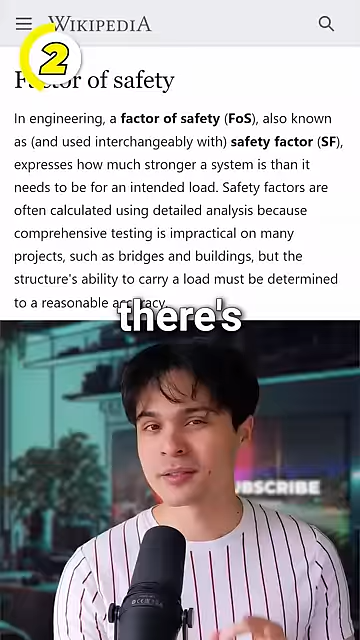 WIKIPEDIA
2
Factor of safety
In engineering, a factor of safety (FoS), also known
as (and used interchangeably with) safety factor (SF),
expresses how much stronger a system is than it
needs to be for an intended load. Safety factors are
often calculated using detailed analysis because
comprehensive testing is impractical on many
projects, such as bridges and buildings, but the
structure's ability to carry a load must be determined
to a reasonable accuracy.
there's
UBSCRIBE